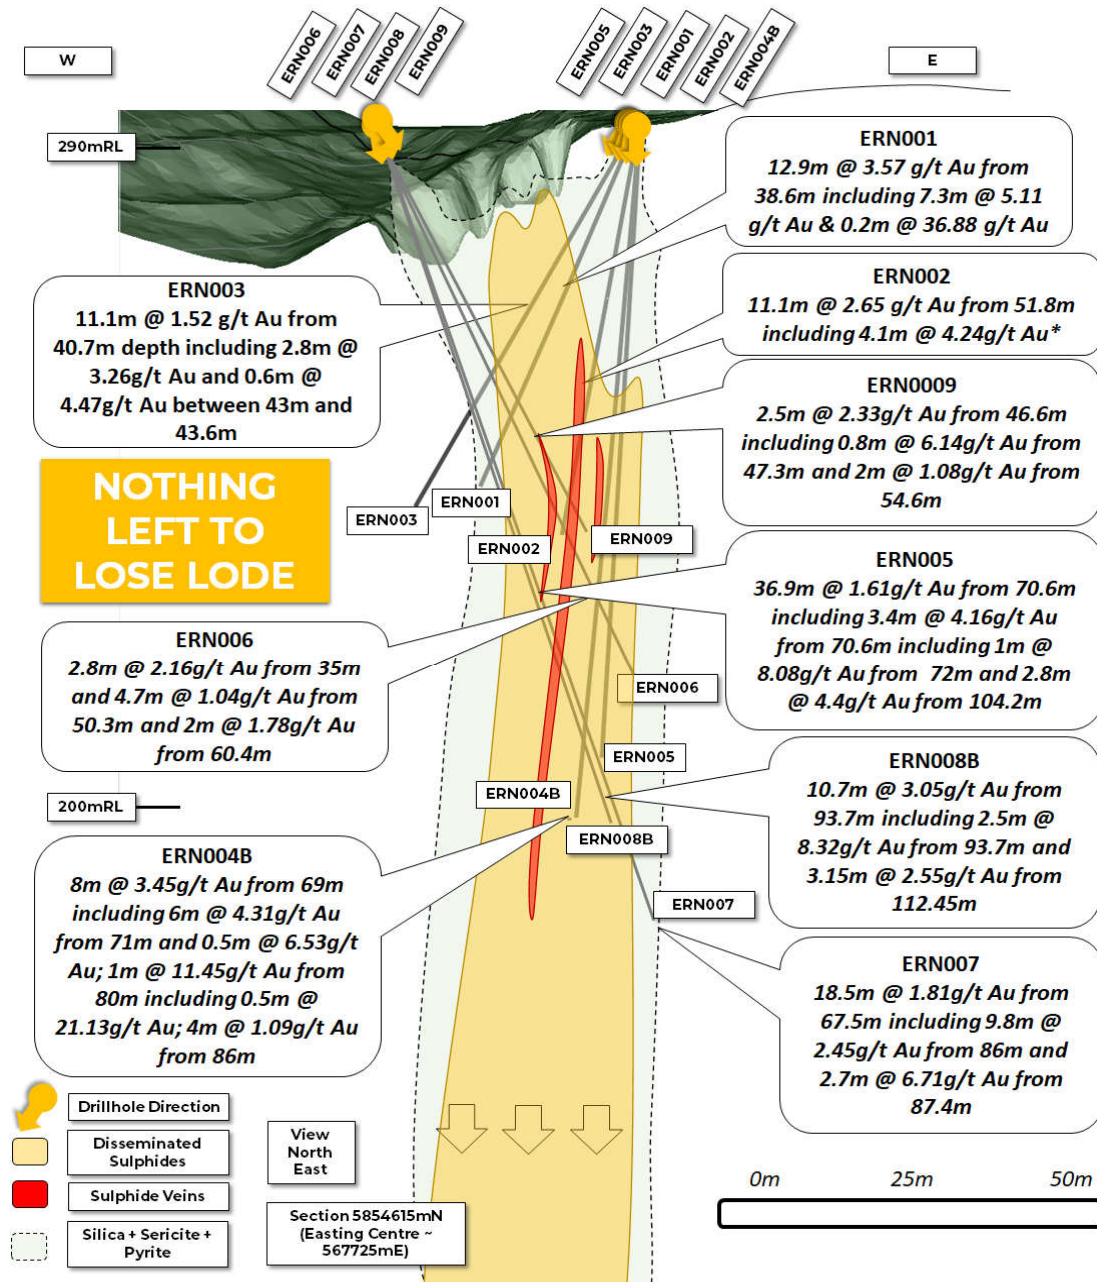 W
ERN006
ERN007
ERN008
ERN009
ERN005
ERN003
ERN001
ERN002
ERN004B
E
290mRL
ERN001
12.9m @ 3.57 g/t Au from
38.6m including 7.3m @ 5.11
g/t Au & 0.2m @ 36.88 g/t Au
ERN002
11.1m @ 2.65 g/t Au from 51.8m
including 4.1m @ 4.24g/t Au*
ERN003
11.1m @ 1.52 g/t Au from
40.7m depth including 2.8m @
3.26g/t Au and 0.6m @
4.47g/t Au between 43m and
43.6m
ERN0009
2.5m @ 2.33g/t Au from 46.6m
including 0.8m @ 6.14g/t Au from
47.3m and 2m @ 1.08g/t Au from
54.6m
NOTHING
LEFT TO
LOSE LODE
ERN003
ERN001
ERN002
ERN009
ERN005
36.9m @ 1.61g/t Au from 70.6m
including 3.4m @ 4.16g/t Au
from 70.6m including 1m @
8.08g/t Au from 72m and 2.8m
@ 4.4g/t Au from 104.2m
ERN006
2.8m @ 2.16g/t Au from 35m
and 4.7m @ 1.04g/t Au from
50.3m and 2m @ 1.78g/t Au
from 60.4m
ERN006
ERN005
ERN004B
ERN008B
ERN007
200mRL
ERN008B
10.7m @ 3.05g/t Au from
93.7m including 2.5m @
8.32g/t Au from 93.7m and
3.15m @ 2.55g/t Au from
112.45m
ERN004B
8m @ 3.45g/t Au from 69m
including 6m @ 4.31g/t Au
from 71m and 0.5m @ 6.53g/t
Au; 1m @ 11.45g/t Au from
80m including 0.5m @
21.13g/t Au; 4m @ 1.09g/t Au
from 86m
ERN007
18.5m @ 1.81g/t Au from
67.5m including 9.8m @
2.45g/t Au from 86m and
2.7m @ 6.71g/t Au from
87.4m
Drillhole Direction
Disseminated
Sulphides
Sulphide Veins
Silica + Sericite +
Pyrite
View
North
East
Section 5854615mN
(Easting Centre ~
567725mE)
0m
25m
50m